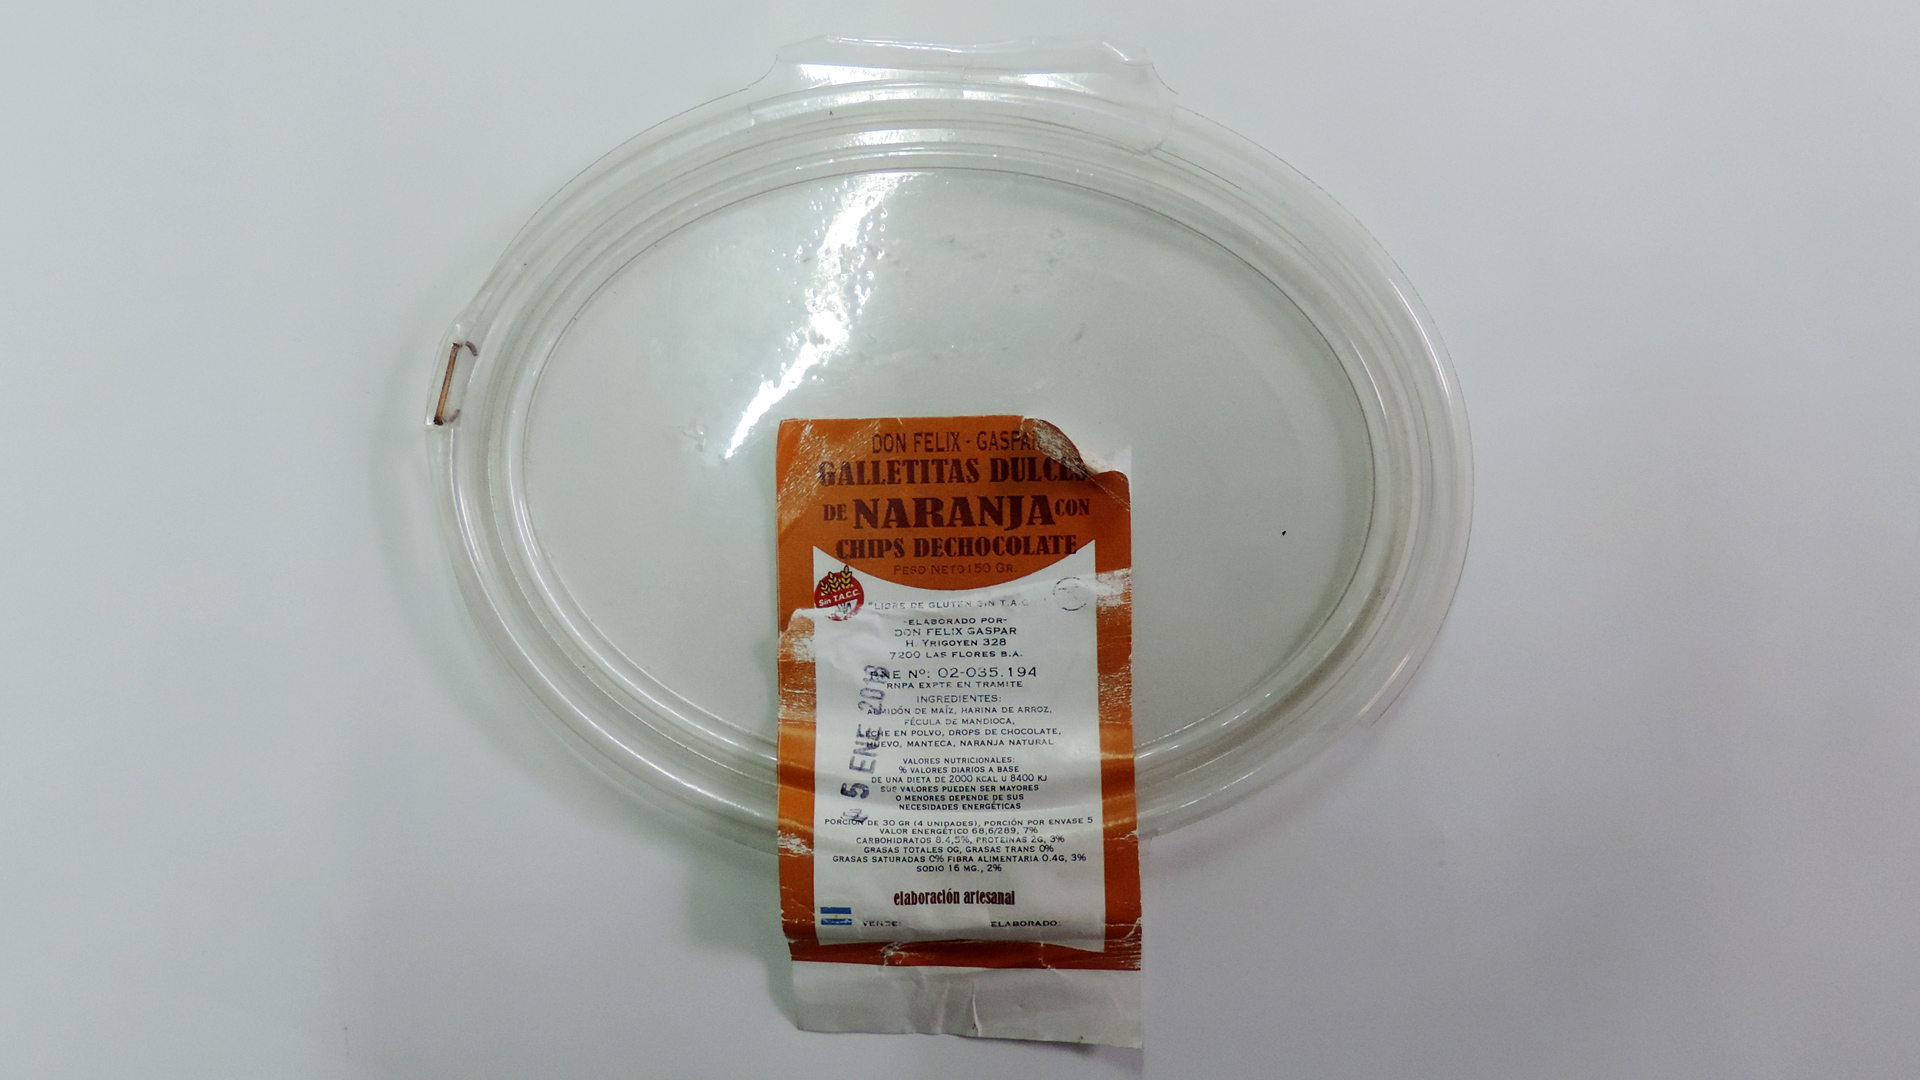 DON FELIX - GASPAR
GALLETITAS DULCES
DE NARANJA CON
CHIPS DECHOCOLATE
PESO NETO 150 GR.
Sin T.A.C.C.
"LIBRE DE GLUTEN SIN T.A.C.
-ELABORADO POR-
DON FELIX GASPAR
H. YRIGOYEN 328
7200 LAS FLORES B.A.
RNE Nº: 02-035.194
RNPA EXPTE EN TRAMITE
INGREDIENTES:
ALMIDÓN DE MAÍZ, HARINA DE ARROZ,
FÉCULA DE MANDIOCA,
LECHE EN POLVO, DROPS DE CHOCOLATE,
HUEVO, MANTECA, NARANJA NATURAL
VALORES NUTRICIONALES:
% VALORES DIARIOS A BASE
DE UNA DIETA DE 2000 KCAL U 8400 KJ
SUS VALORES PUEDEN SER MAYORES
O MENORES DEPENDE DE SUS
NECESIDADES ENERGÉTICAS
PORCION DE 30 GR (4 UNIDADES), PORCIÓN POR ENVASE 5
VALOR ENERGÉTICO 68,6/289, 7%
CARBOHIDRATOS 8.4,5%, PROTEINAS 2G, 3%
GRASAS TOTALES 0G, GRASAS TRANS 0%
GRASAS SATURADAS 0% FIBRA ALIMENTARIA 0.4G, 3%
SODIO 16 MG., 2%
elaboración artesanal
VENCE: ELABORADO:
5 ENE 2018